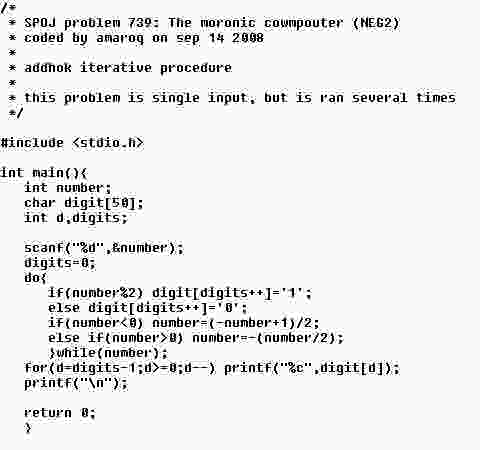 /*
 * SPOJ problem 739: The moronic cowmpouter (NEG2)
 * coded by amaroq on sep 14 2008
 *
 * addhok iterative procedure
 *
 * this problem is single input, but is ran several times
 */
#include <stdio.h>
int main(){
   int number;
   char digit[50];
   int d,digits;
   scanf("%d",&number);
   digits=0;
   do{
      if(number%2) digit[digits++]='1';
      else digit[digits++]='0';
      if(number<0) number=(-number+1)/2;
      else if(number>0) number=-(number/2);
      }while(number);
   for(d=digits-1;d>=0;d--) printf("%c",digit[d]);
   printf("\n");
   return 0;
   }